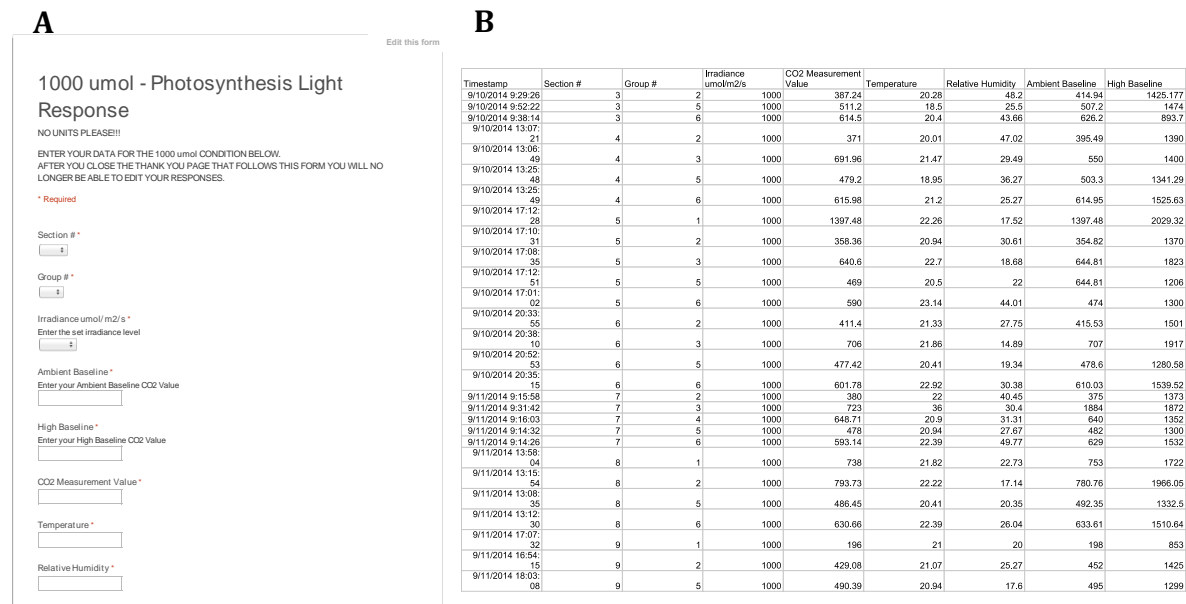 A
Edit this form
1000 umol - Photosynthesis Light
Response
NO UNITS PLEASE!!!
ENTER YOUR DATA FOR THE 1000 umol CONDITION BELOW.
AFTER YOU CLOSE THE THANK YOU PAGE THAT FOLLOWS THIS FORM YOU WILL NO
LONGER BE ABLE TO EDIT YOUR RESPONSES.
* Required
Section # *
Group # *
Irradiance umol/m2/s *
Enter the set irradiance level
Ambient Baseline *
Enter your Ambient Baseline CO2 Value
High Baseline *
Enter your High Baseline CO2 Value
CO2 Measurement Value *
Temperature *
Relative Humidity *
B
Timestamp Section # Group # Irradiance umol/m2/s CO2 Measurement Value Temperature Relative Humidity Ambient Baseline High Baseline
9/10/2014 9:29:26 3 2 1000 387.24 20.28 48.2 414.94 1425.177
9/10/2014 9:52:22 3 5 1000 511.2 18.5 25.5 507.2 1474
9/10/2014 9:38:14 3 6 1000 614.5 20.4 43.66 626.2 893.7
9/10/2014 13:07:
21 4 2 1000 371 20.01 47.02 395.49 1390
9/10/2014 13:06:
49 4 3 1000 691.96 21.47 29.49 550 1400
9/10/2014 13:25:
48 4 5 1000 479.2 18.95 36.27 503.3 1341.29
9/10/2014 13:25:
49 4 6 1000 615.98 21.2 25.27 614.95 1525.63
9/10/2014 17:12:
28 5 1 1000 1397.48 22.26 17.52 1397.48 2029.32
9/10/2014 17:10:
31 5 2 1000 358.36 20.94 30.61 354.82 1370
9/10/2014 17:08:
35 5 3 1000 640.6 22.7 18.68 644.81 1823
9/10/2014 17:12:
51 5 5 1000 469 20.5 22 644.81 1206
9/10/2014 17:01:
02 5 6 1000 590 23.14 44.01 474 1300
9/10/2014 20:33:
55 6 2 1000 411.4 21.33 27.75 415.53 1501
9/10/2014 20:38:
10 6 3 1000 706 21.86 14.89 707 1917
9/10/2014 20:52:
53 6 5 1000 477.42 20.41 19.34 478.6 1280.58
9/10/2014 20:35:
15 6 6 1000 601.78 22.92 30.38 610.03 1539.52
9/11/2014 9:15:58 7 2 1000 380 22 40.45 375 1373
9/11/2014 9:31:42 7 3 1000 723 36 30.4 1884 1872
9/11/2014 9:16:03 7 4 1000 648.71 20.9 31.31 640 1352
9/11/2014 9:14:32 7 5 1000 478 20.94 27.67 482 1300
9/11/2014 9:14:26 7 6 1000 593.14 22.39 49.77 629 1532
9/11/2014 13:58:
04 8 1 1000 738 21.82 22.73 753 1722
9/11/2014 13:15:
54 8 2 1000 793.73 22.22 17.14 780.76 1966.05
9/11/2014 13:08:
35 8 5 1000 486.45 20.41 20.35 492.35 1332.5
9/11/2014 13:12:
30 8 6 1000 630.66 22.39 26.04 633.61 1510.64
9/11/2014 17:07:
32 9 1 1000 196 21 20 198 853
9/11/2014 16:54:
15 9 2 1000 429.08 21.07 25.27 452 1425
9/11/2014 18:03:
08 9 5 1000 490.39 20.94 17.6 495 1299